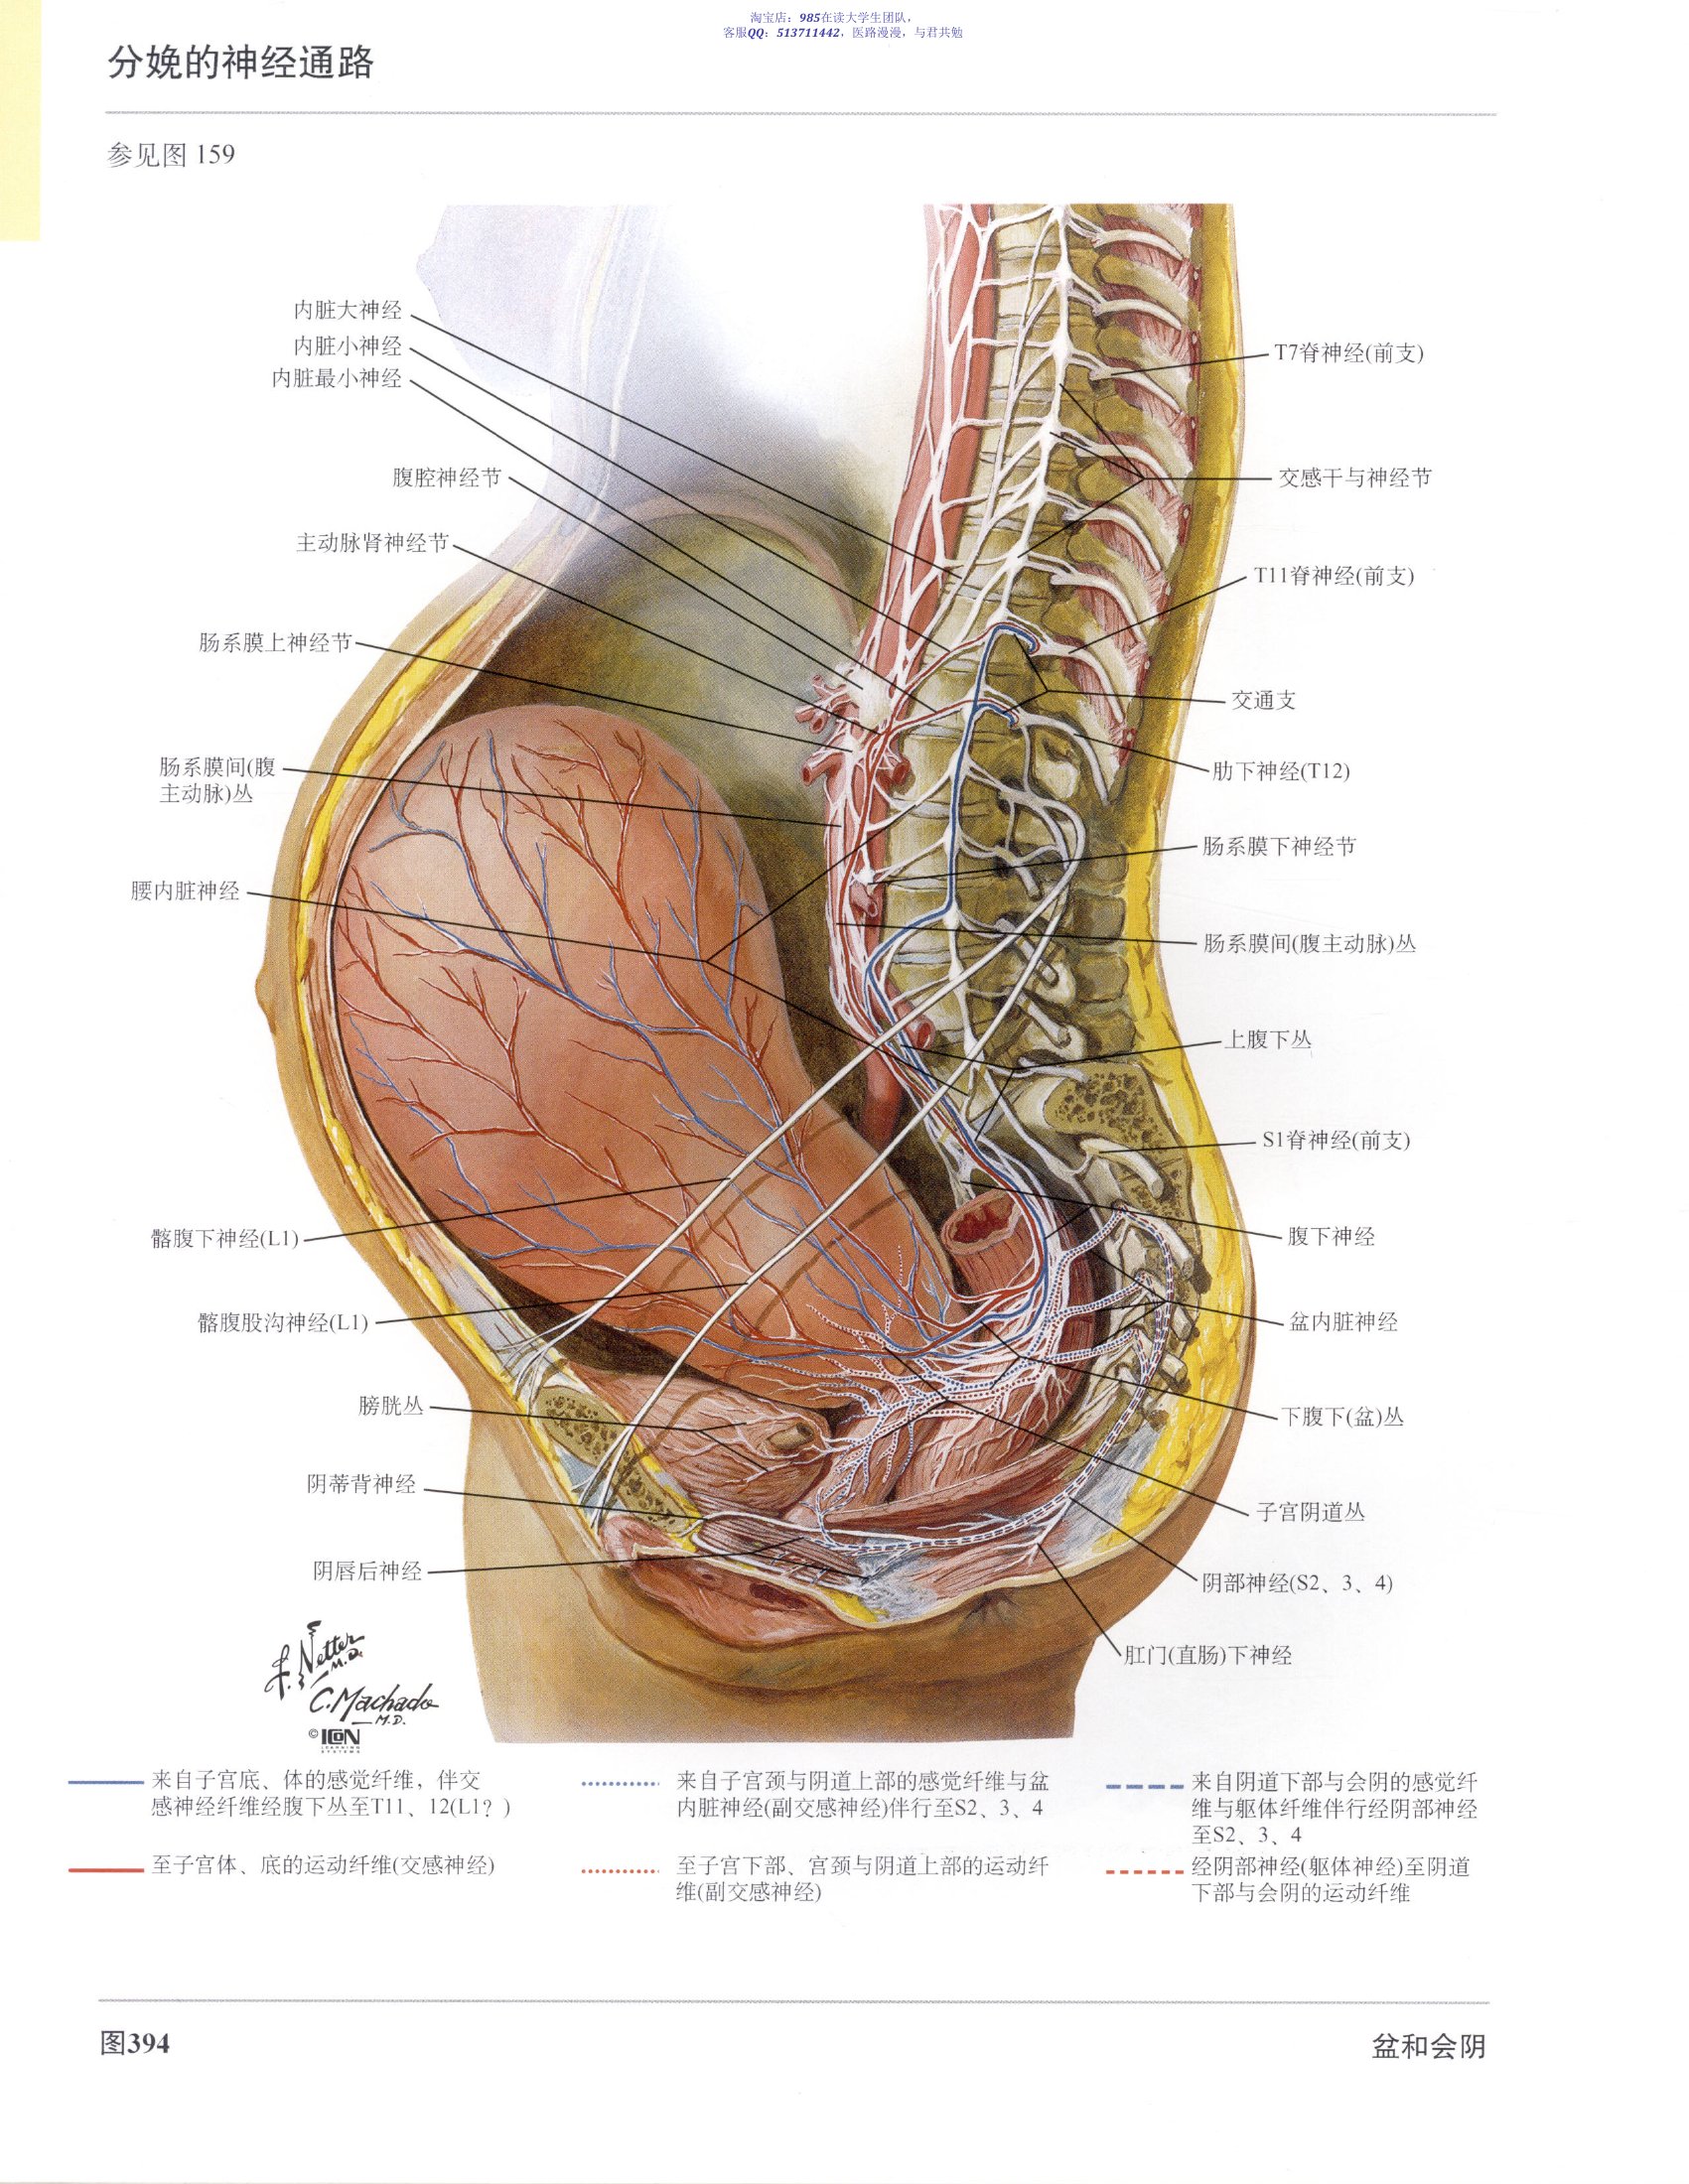 淘宝店：985在读大学生团队，
客服QQ：513711442，医路漫漫，与君共勉
分娩的神经通路
参见图 159
内脏大神经
内脏小神经
内脏最小神经
腹腔神经节
主动脉肾神经节
肠系膜上神经节
肠系膜间(腹
主动脉)丛
腰内脏神经
髂腹下神经(L1)
髂腹股沟神经(L1)
膀胱丛
阴蒂背神经
阴唇后神经
T7脊神经(前支)
交感干与神经节
T11脊神经(前支)
交通支
肋下神经(T12)
肠系膜下神经节
肠系膜间(腹主动脉)丛
上腹下丛
S1脊神经(前支)
腹下神经
盆内脏神经
下腹下(盆)丛
子宫阴道丛
阴部神经(S2、3、4)
肛门(直肠)下神经
F. Netter
M.D.
C. Machado
M.D.
© ICON
LEARNING
SYSTEMS
来自子宫底、体的感觉纤维，伴交
感神经纤维经腹下丛至T11、12(L1？)
至子宫体、底的运动纤维(交感神经)
来自子宫颈与阴道上部的感觉纤维与盆
内脏神经(副交感神经)伴行至S2、3、4
至子宫下部、宫颈与阴道上部的运动纤
维(副交感神经)
来自阴道下部与会阴的感觉纤
维与躯体纤维伴行经阴部神经
至S2、3、4
经阴部神经(躯体神经)至阴道
下部与会阴的运动纤维
图394
盆和会阴